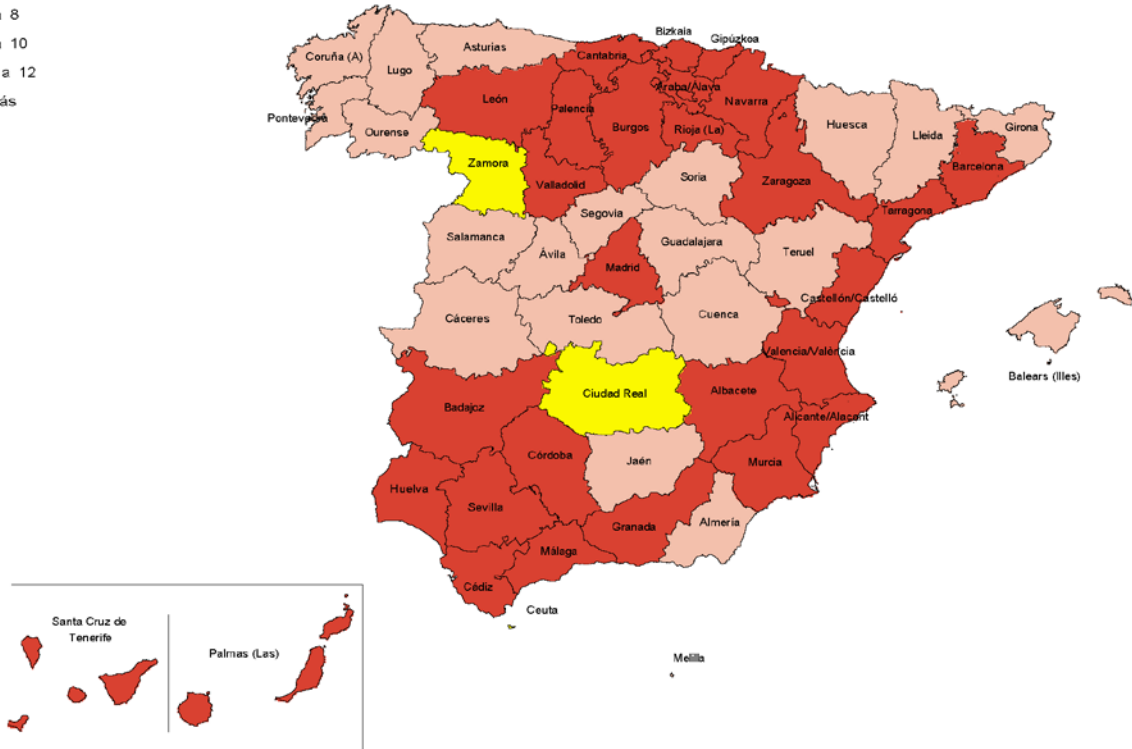 8
10
a 12
ás
Bizkaia
Gipúzkoa
Coruña (A)
Lugo
Asturias
Cantabria
Araba/Álava
Navarra
León
Palencia
Burgos
Rioja (La)
Huesca
Lleida
Girona
Barcelona
Pontevedra
Ourense
Zamora
Valladolid
Soria
Zaragoza
Tarragona
Segovia
Salamanca
Ávila
Guadalajara
Teruel
Madrid
Castellón/Castelló
Cáceres
Toledo
Cuenca
Valencia/València
Balears (Illes)
Badajoz
Ciudad Real
Albacete
Alicante/Alacant
Córdoba
Jaén
Murcia
Huelva
Sevilla
Granada
Almería
Málaga
Cádiz
Ceuta
Melilla
Santa Cruz de
Tenerife
Palmas (Las)